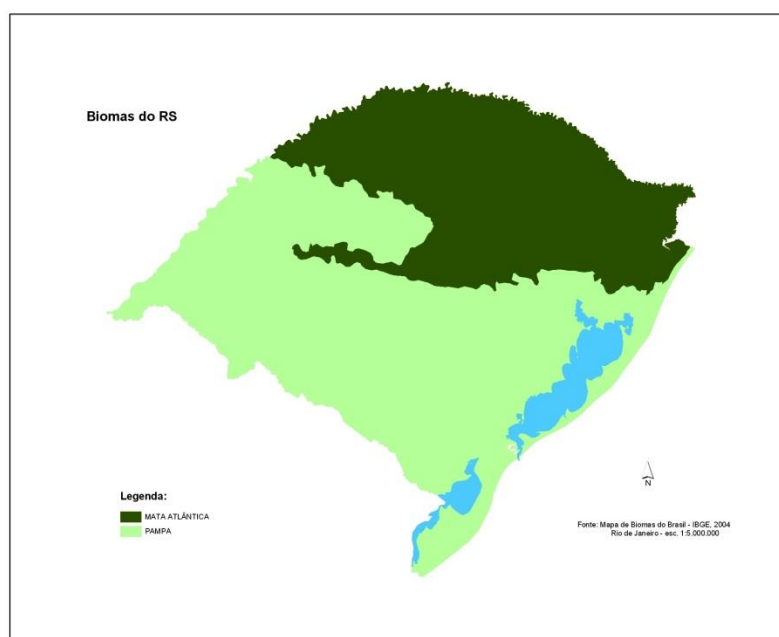 Biomas do RS
Legenda:
MATA ATLÂNTICA
PAMPA
N
Fonte: Mapa de Biomas do Brasil - IBGE, 2004
Rio de Janeiro - esc. 1:5.000.000